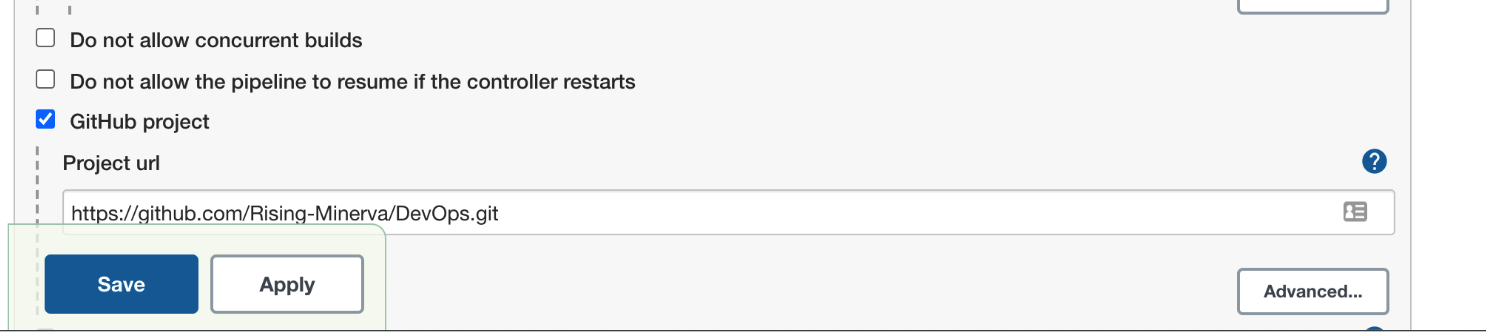 Do not allow concurrent builds
Do not allow the pipeline to resume if the controller restarts
GitHub project
Project url
?
https://github.com/Rising-Minerva/DevOps.git
Save
Apply
Advanced...